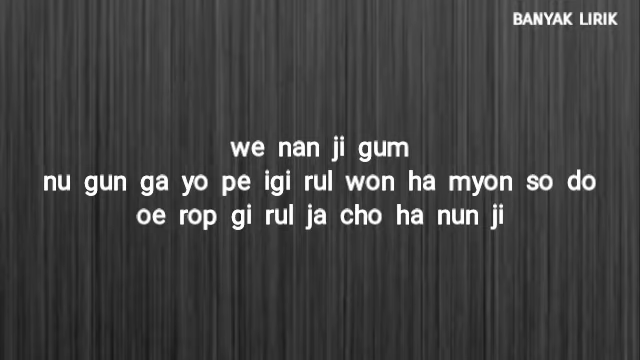 BANYAK LIRIK
we nan ji gum
nu gun ga yo pe igi rul won ha myon so do
oe rop gi rul ja cho ha nun ji